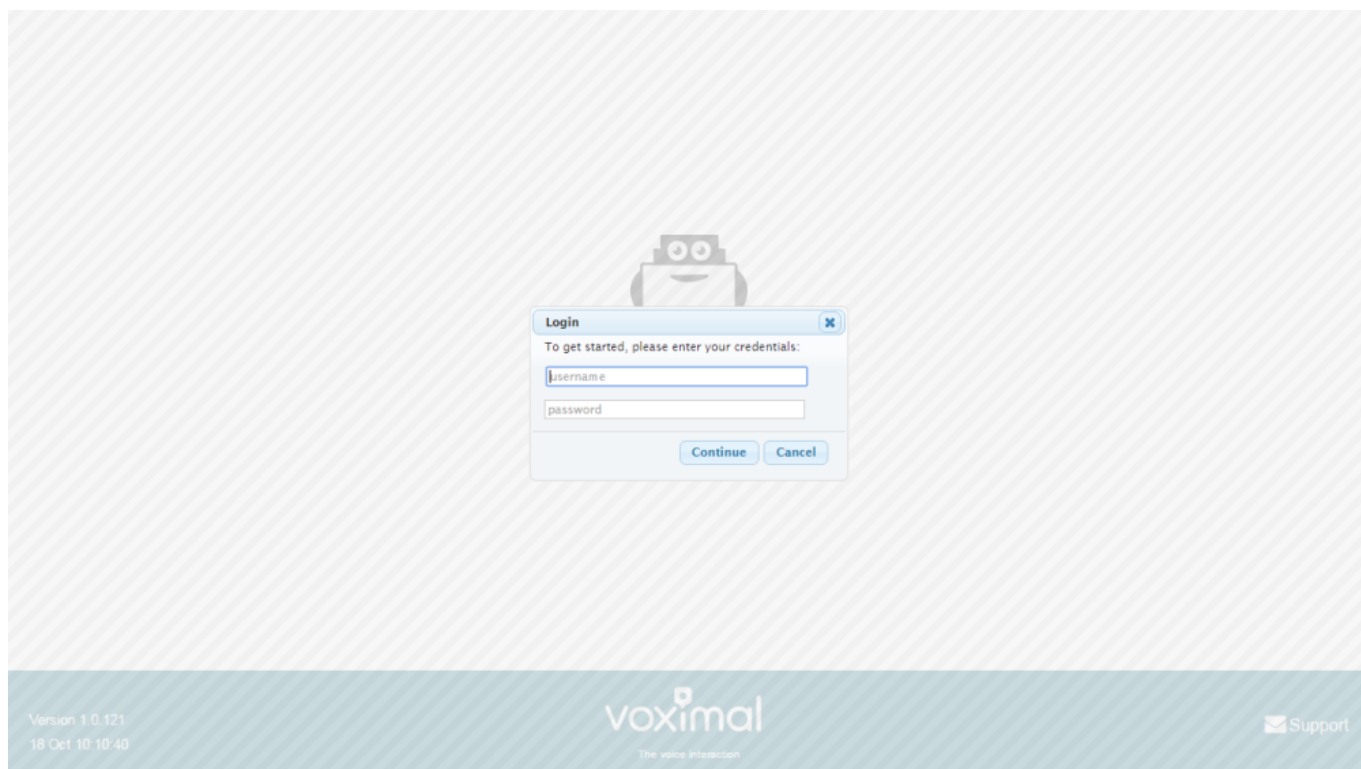 Login
To get started, please enter your credentials:
username
password
Continue Cancel
Version 1.0.121
18 Oct 10:10:40
voximal
The voice interaction
Support